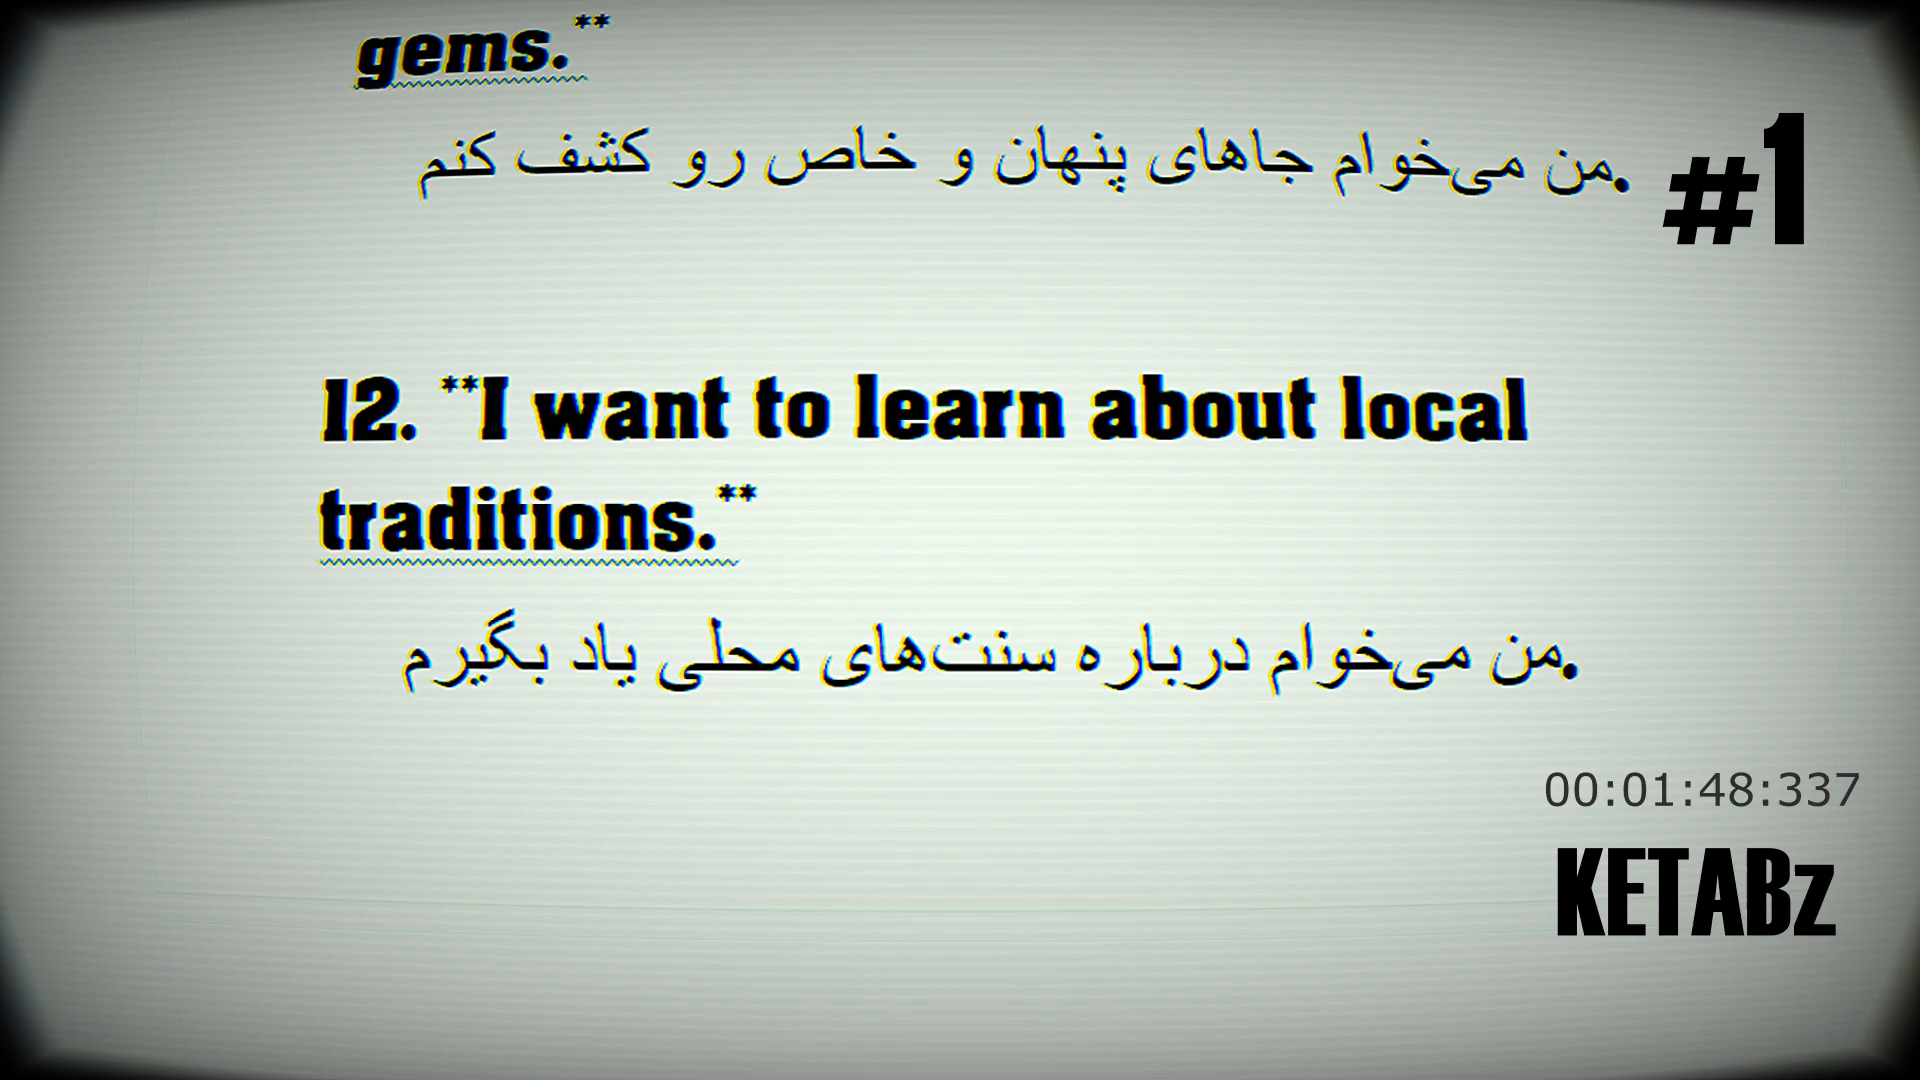 gems.**
من می‌خوام جاهای پنهان و خاص رو کشف کنم.
#1
12. **I want to learn about local
traditions.**
من می‌خوام درباره سنت‌های محلی یاد بگیرم.
00:01:48:337
KETABz